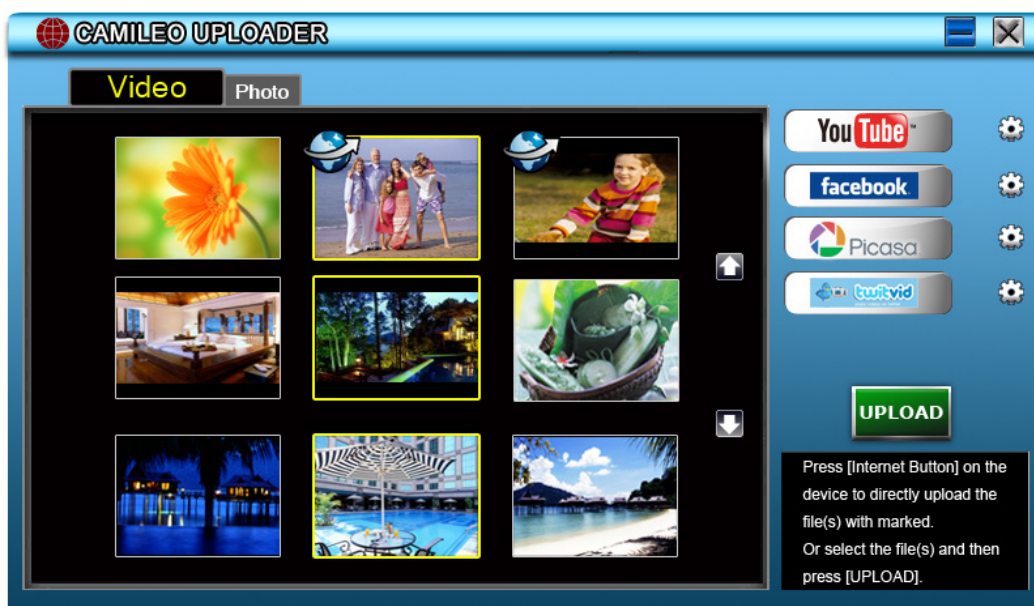 CAMILEO UPLOADER
Video
Photo
YouTube™
facebook
Picasa
twitvid
UPLOAD
Press [Internet Button] on the
device to directly upload the
file(s) with marked.
Or select the file(s) and then
press [UPLOAD].